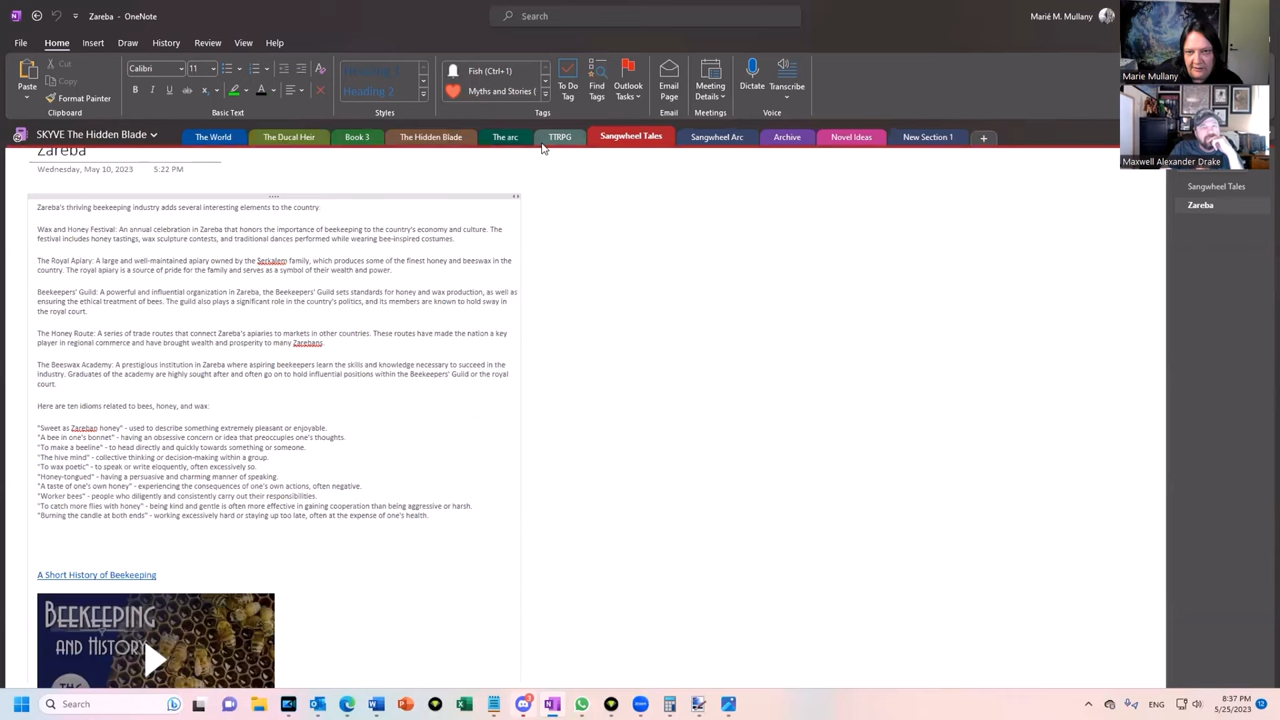 Zareba - OneNote
Search
Marié M. Mullany
File Home Insert Draw History Review View Help
Paste
Cut
Copy
Format Painter
Clipboard
Calibri 11
B I U ab A
Basic Text
Heading 1
Heading 2
Styles
Fish (Ctrl+1)
Myths and Stories (
Tags
To Do Tag
Find Tags
Outlook Tasks
Email Page
Email
Meeting Details
Meetings
Dictate
Transcribe
Voice
SKYVE The Hidden Blade
The World The Ducal Heir Book 3 The Hidden Blade The arc TTRPG Sangwheel Tales Sangwheel Arc Archive Novel Ideas New Section 1 +
Marie Mullany
Maxwell Alexander Drake
Sangwheel Tales
Zareba
Zareba
Wednesday, May 10, 2023 5:22 PM
Zareba's thriving beekeeping industry adds several interesting elements to the country:
Wax and Honey Festival: An annual celebration in Zareba that honors the importance of beekeeping to the country's economy and culture. The
festival includes honey tastings, wax sculpture contests, and traditional dances performed while wearing bee-inspired costumes.
The Royal Apiary: A large and well-maintained apiary owned by the Serkalem family, which produces some of the finest honey and beeswax in the
country. The royal apiary is a source of pride for the family and serves as a symbol of their wealth and power.
Beekeepers' Guild: A powerful and influential organization in Zareba, the Beekeepers' Guild sets standards for honey and wax production, as well as
ensuring the ethical treatment of bees. The guild also plays a significant role in the country's politics, and its members are known to hold sway in
the royal court.
The Honey Route: A series of trade routes that connect Zareba's apiaries to markets in other countries. These routes have made the nation a key
player in regional commerce and have brought wealth and prosperity to many Zarebans.
The Beeswax Academy: A prestigious institution in Zareba where aspiring beekeepers learn the skills and knowledge necessary to succeed in the
industry. Graduates of the academy are highly sought after and often go on to hold influential positions within the Beekeepers' Guild or the royal
court.
Here are ten idioms related to bees, honey, and wax:
"Sweet as Zareban honey" - used to describe something extremely pleasant or enjoyable.
"A bee in one's bonnet" - having an obsessive concern or idea that preoccupies one's thoughts.
"To make a beeline" - to head directly and quickly towards something or someone.
"The hive mind" - collective thinking or decision-making within a group.
"To wax poetic" - to speak or write eloquently, often excessively so.
"Honey-tongued" - having a persuasive and charming manner of speaking.
"A taste of one's own honey" - experiencing the consequences of one's own actions, often negative.
"Worker bees" - people who diligently and consistently carry out their responsibilities.
"To catch more flies with honey" - being kind and gentle is often more effective in gaining cooperation than being aggressive or harsh.
"Burning the candle at both ends" - working excessively hard or staying up too late, often at the expense of one's health.
A Short History of Beekeeping
BEEKEEPING
AND HISTORY
Search
ENG
8:37 PM
5/25/2023